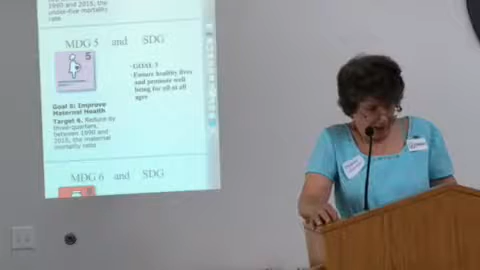 1990 and 2015, the
under-five mortality
rate
MDG 5 and SDG
5
Goal 5: Improve
Maternal Health
Target 6. Reduce by
three-quarters,
between 1990 and
2015, the maternal
mortality rate
·GOAL 3
·Ensure healthy lives
and promote well
being for all at all
ages
MDG 6 and SDG
6